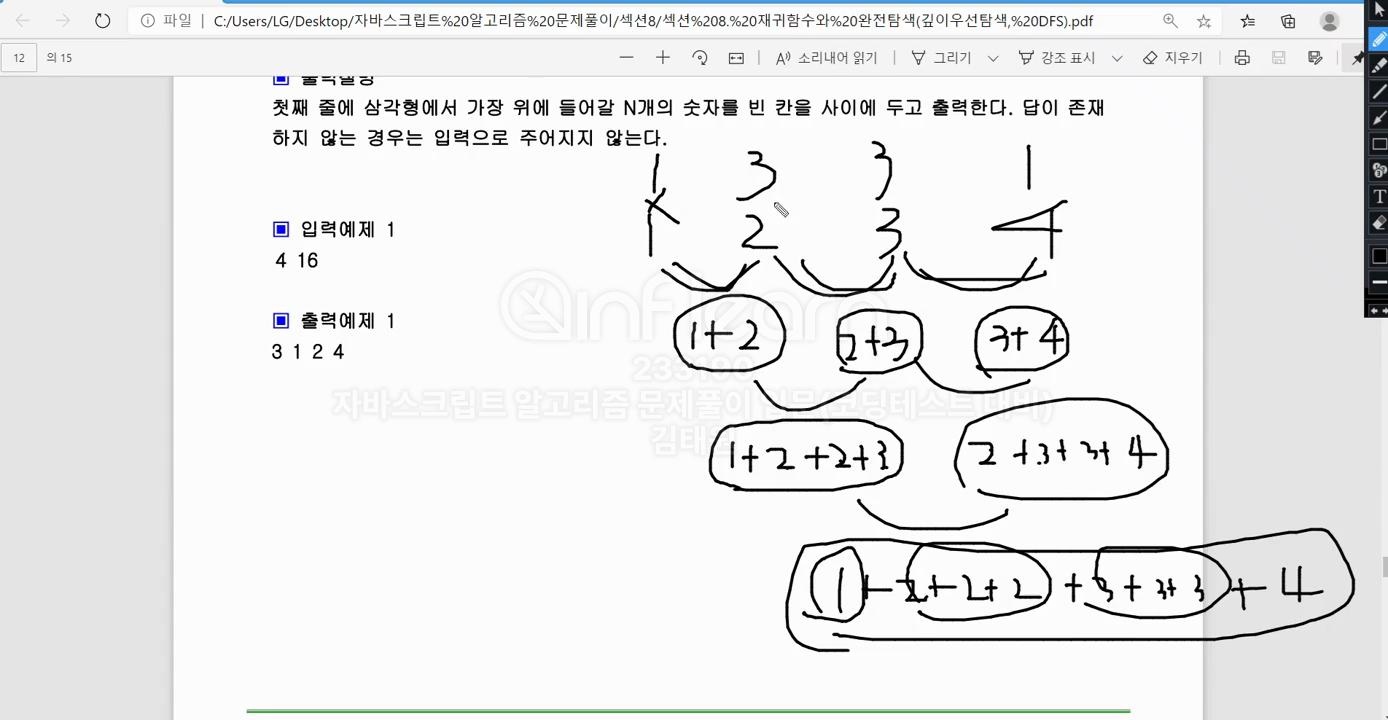 파일 | C:/Users/LG/Desktop/자바스크립트%20알고리즘%20문제풀이/섹션8/섹션%208.%20재귀함수와%20완전탐색(깊이우선탐색,%20DFS).pdf
12 의 15 소리내어 읽기 그리기 강조 표시 지우기
첫째 줄에 삼각형에서 가장 위에 들어갈 N개의 숫자를 빈 칸을 사이에 두고 출력한다. 답이 존재
하지 않는 경우는 입력으로 주어지지 않는다.
1 3 3 1
×
입력예제 1
1 2 3 4
4 16
inflearn
출력예제 1
1+2 2+3 3+4
3 1 2 4
자바스크립트 알고리즘 문제풀이 입문(코딩테스트 대비)
김태원
1+2+2+3 2+3+3+4
1+2+2+2+3+3+3+4